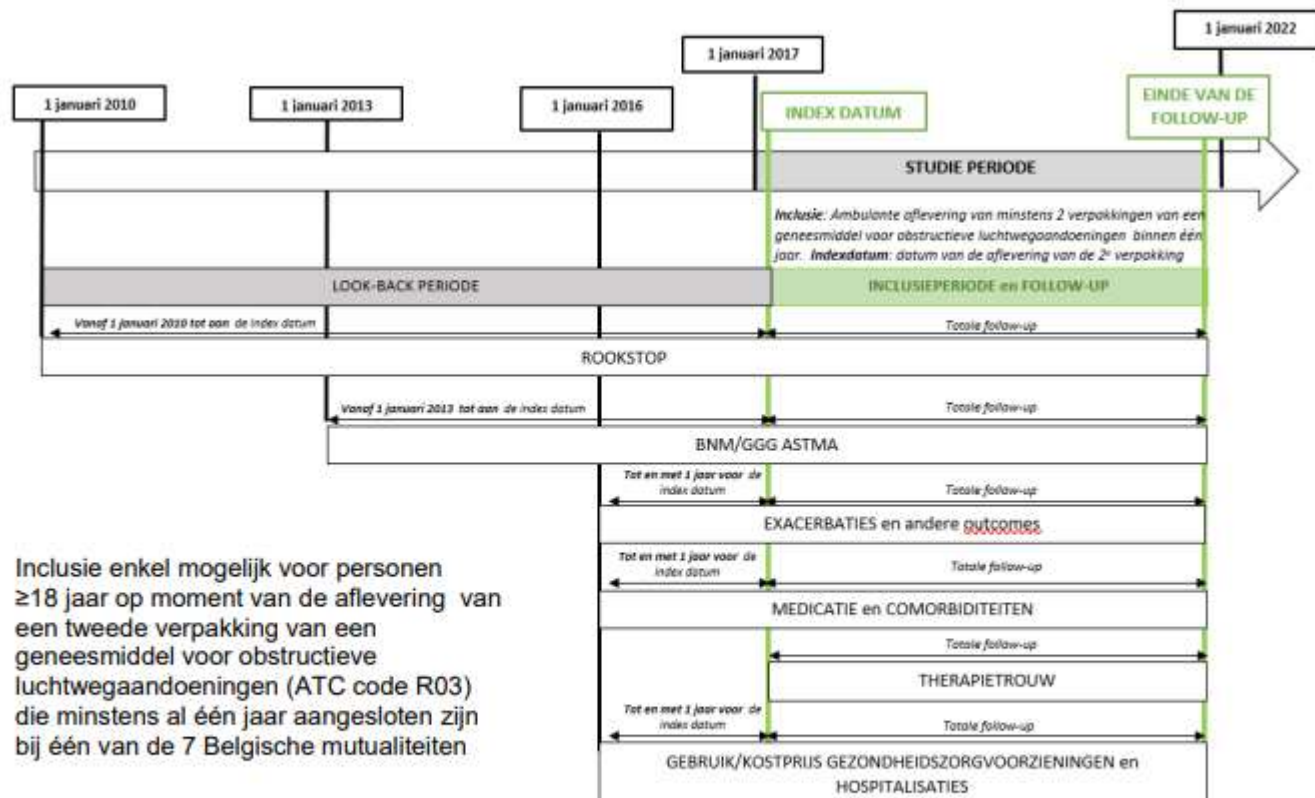 1 januari 2022
1 januari 2017
1 januari 2010
1 januari 2013
1 januari 2016
INDEX DATUM
EINDE VAN DE
FOLLOW-UP
STUDIE PERIODE
Inclusie: Ambulante aflevering van minstens 2 verpakkingen van een
geneesmiddel voor obstructieve luchtwegaandoeningen binnen één
jaar. Indexdatum: datum van de aflevering van de 2e verpakking
LOOK-BACK PERIODE
INCLUSIEPERIODE en FOLLOW-UP
Vanaf 1 januari 2010 tot aan de index datum
Totale follow-up
ROOKSTOP
Vanaf 1 januari 2013 tot aan de index datum
Totale follow-up
BNM/GGG ASTMA
Tot en met 1 jaar voor de
index datum
Totale follow-up
EXACERBATIES en andere outcomes
Tot en met 1 jaar voor de
index datum
Totale follow-up
MEDICATIE en COMORBIDITEITEN
Totale follow-up
THERAPIETROUW
Tot en met 1 jaar voor de
index datum
Totale follow-up
GEBRUIK/KOSTPRIJS GEZONDHEIDSZORGVOORZIENINGEN en
HOSPITALISATIES
Inclusie enkel mogelijk voor personen
≥18 jaar op moment van de aflevering van
een tweede verpakking van een
geneesmiddel voor obstructieve
luchtwegaandoeningen (ATC code R03)
die minstens al één jaar aangesloten zijn
bij één van de 7 Belgische mutualiteiten